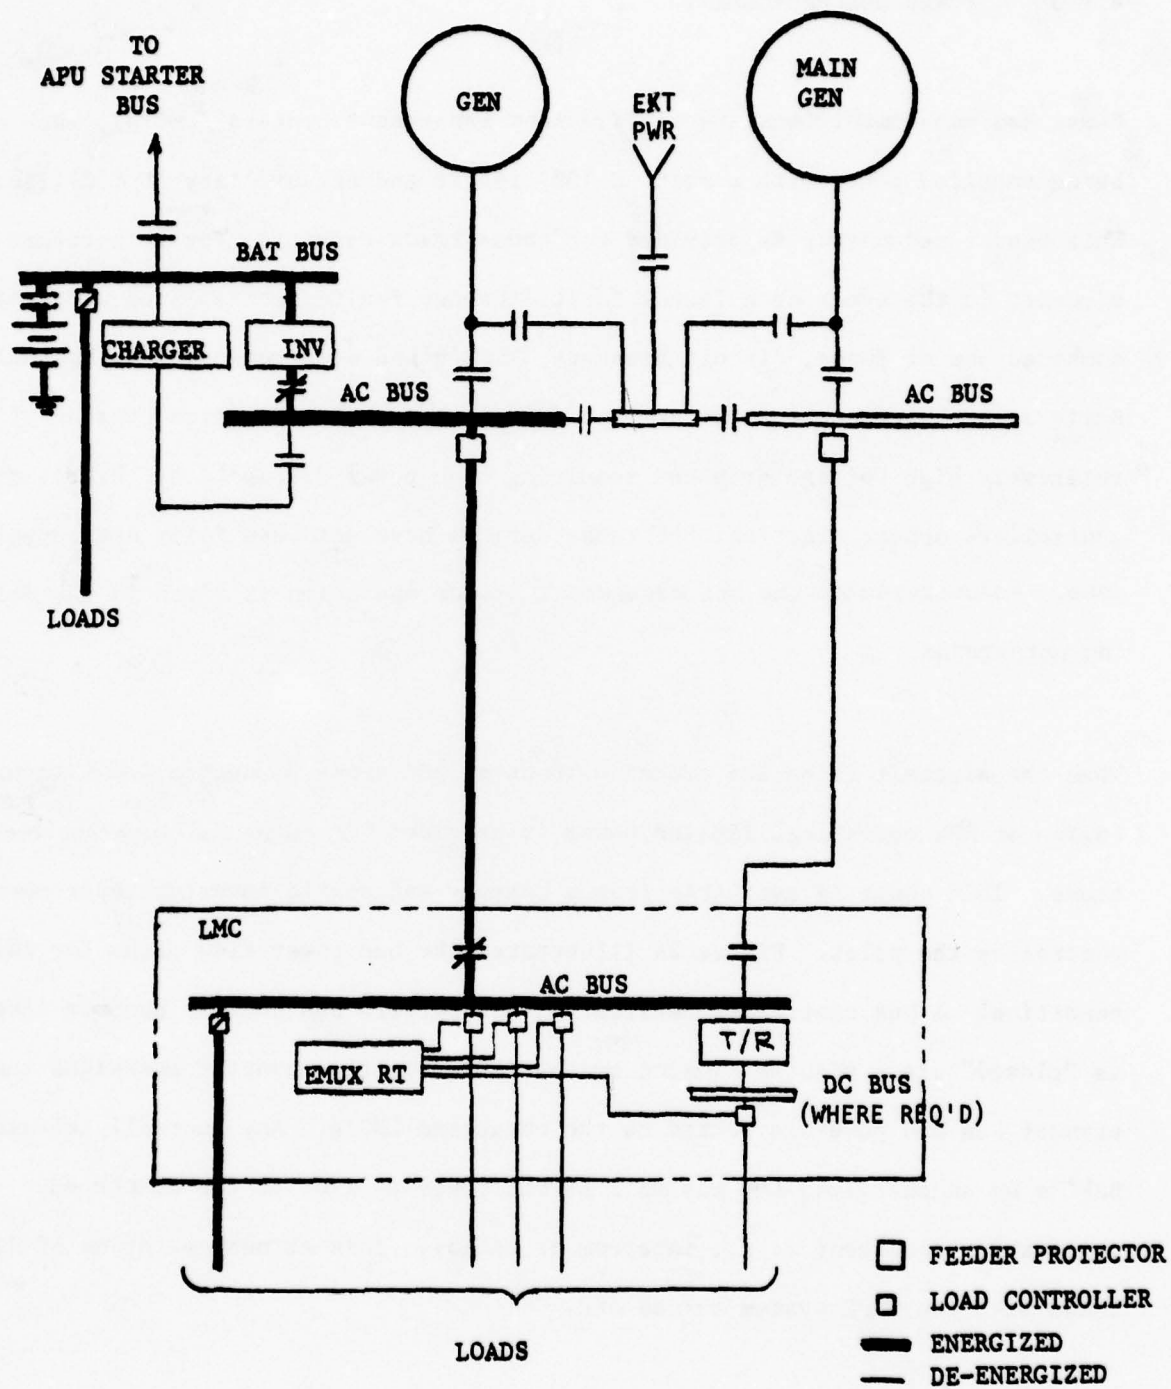 TO
APU STARTER
BUS
GEN
MAIN
GEN
EXT
PWR
BAT BUS
CHARGER
INV
AC BUS
AC BUS
LOADS
LMC
AC BUS
EMUX RT
T/R
DC BUS
(WHERE REQ'D)
LOADS
FEEDER PROTECTOR
LOAD CONTROLLER
ENERGIZED
DE-ENERGIZED